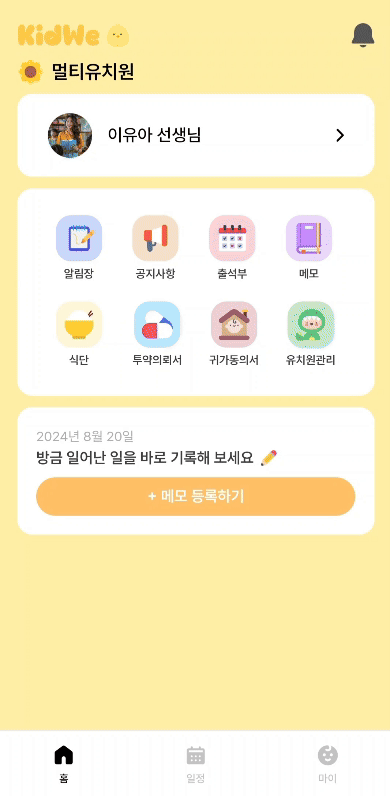 KidWe
멀티유치원
이유아 선생님
알림장 공지사항 출석부 메모
식단 투약의뢰서 귀가동의서 유치원관리
2024년 8월 20일
방금 일어난 일을 바로 기록해 보세요
+ 메모 등록하기
홈 일정 마이